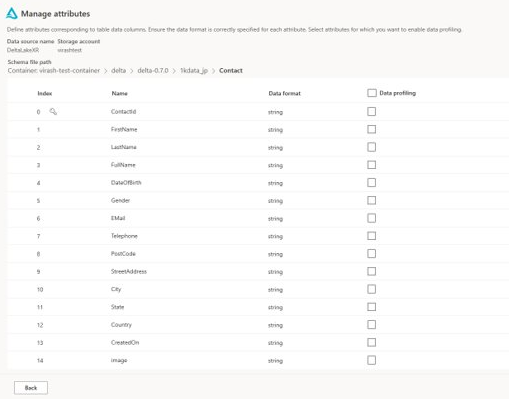 Manage attributes
Define attributes corresponding to table data columns. Ensure the data format is correctly specified for each attribute. Select attributes for which you want to enable data profiling.
Data source name Storage account
DeltaLakeXR virashtest
Schema file path
Container: virash-test-container > delta > delta-0.7.0 > 1kdata_jp > Contact
Index Name Data format Data profiling
0 ContactId string
1 FirstName string
2 LastName string
3 FullName string
4 DateOfBirth string
5 Gender string
6 EMail string
7 Telephone string
8 PostCode string
9 StreetAddress string
10 City string
11 State string
12 Country string
13 CreatedOn string
14 image string
Back